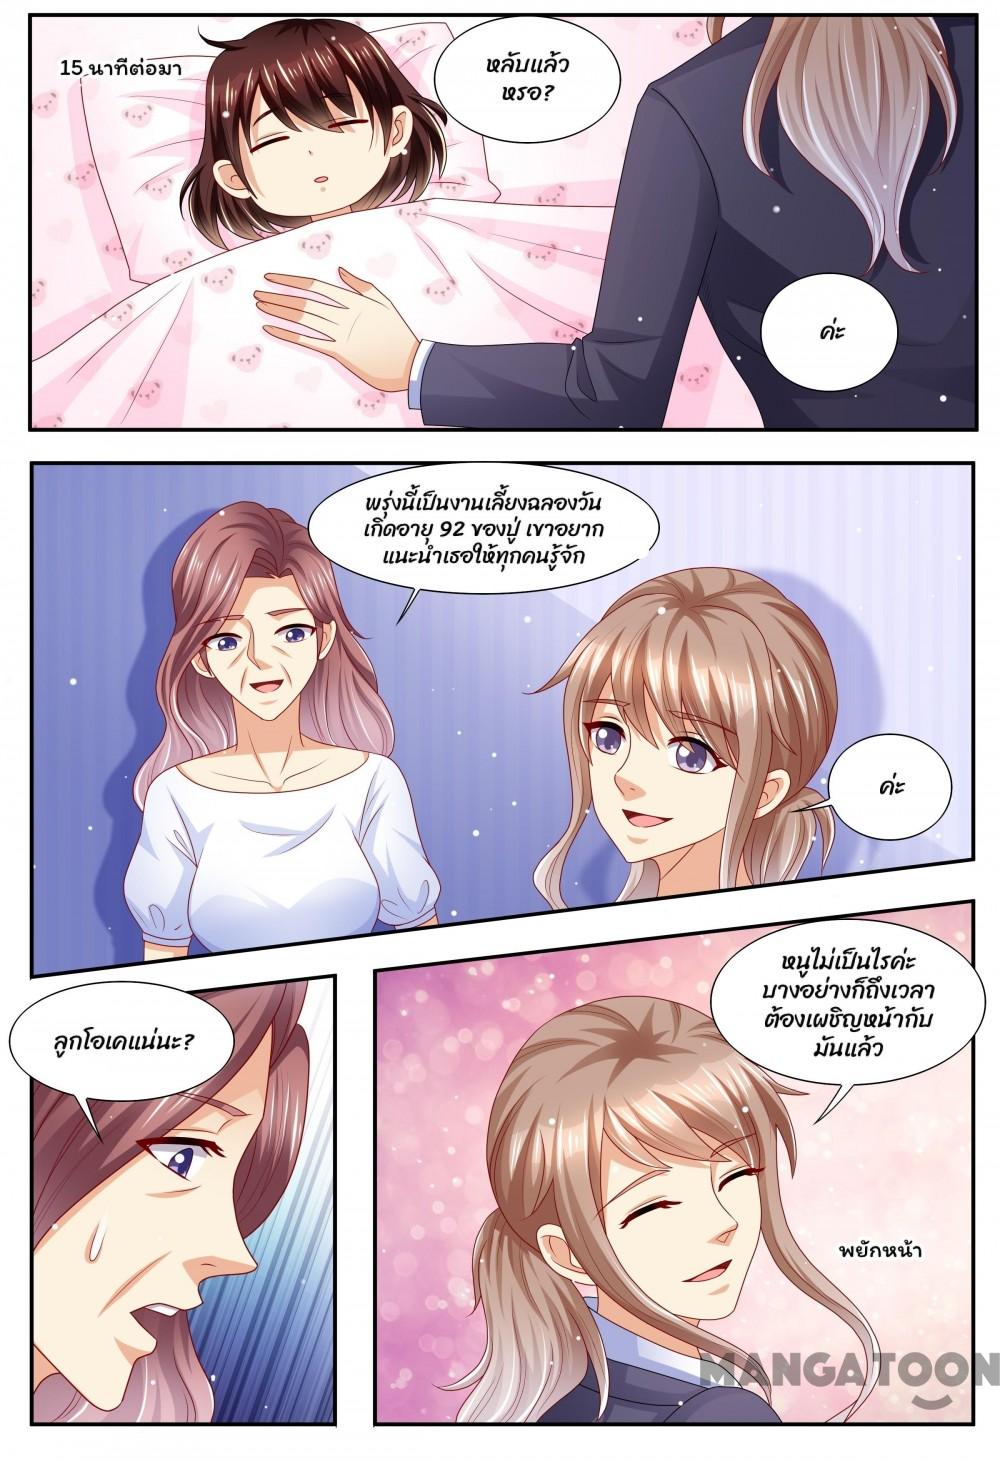 15 นาทีต่อมา
หลับแล้ว
หรอ?
ค่ะ
พรุ่งนี้เป็นงานเลี้ยงฉลองวัน
เกิดอายุ 92 ของปู่ เขาอยาก
แนะนำเธอให้ทุกคนรู้จัก
ค่ะ
ลูกโอเคแน่นะ?
หนูไม่เป็นไรค่ะ
บางอย่างก็ถึงเวลา
ต้องเผชิญหน้ากับ
มันแล้ว
พยักหน้า
MANGATOON